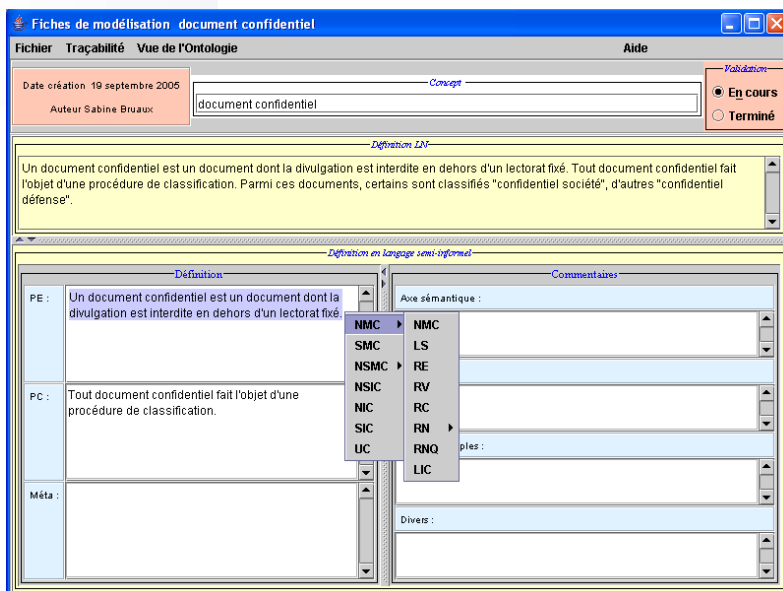 Fiches de modélisation document confidentiel
Fichier Traçabilité Vue de l'Ontologie Aide
Date création 19 septembre 2005
Auteur Sabine Bruaux
Concept
document confidentiel
Validation
En cours
Terminé
Définition LN
Un document confidentiel est un document dont la divulgation est interdite en dehors d'un lectorat fixé. Tout document confidentiel fait
l'objet d'une procédure de classification. Parmi ces documents, certains sont classifiés "confidentiel société", d'autres "confidentiel
défense".
Définition en langage semi-informel
Définition
PE :
Un document confidentiel est un document dont la
divulgation est interdite en dehors d'un lectorat fixé.
PC :
Tout document confidentiel fait l'objet d'une
procédure de classification.
Méta :
Commentaires
Axe sémantique :
ples :
Divers :
NMC
SMC
NSMC
NSIC
NIC
SIC
UC
NMC
LS
RE
RV
RC
RN
RNQ
LIC